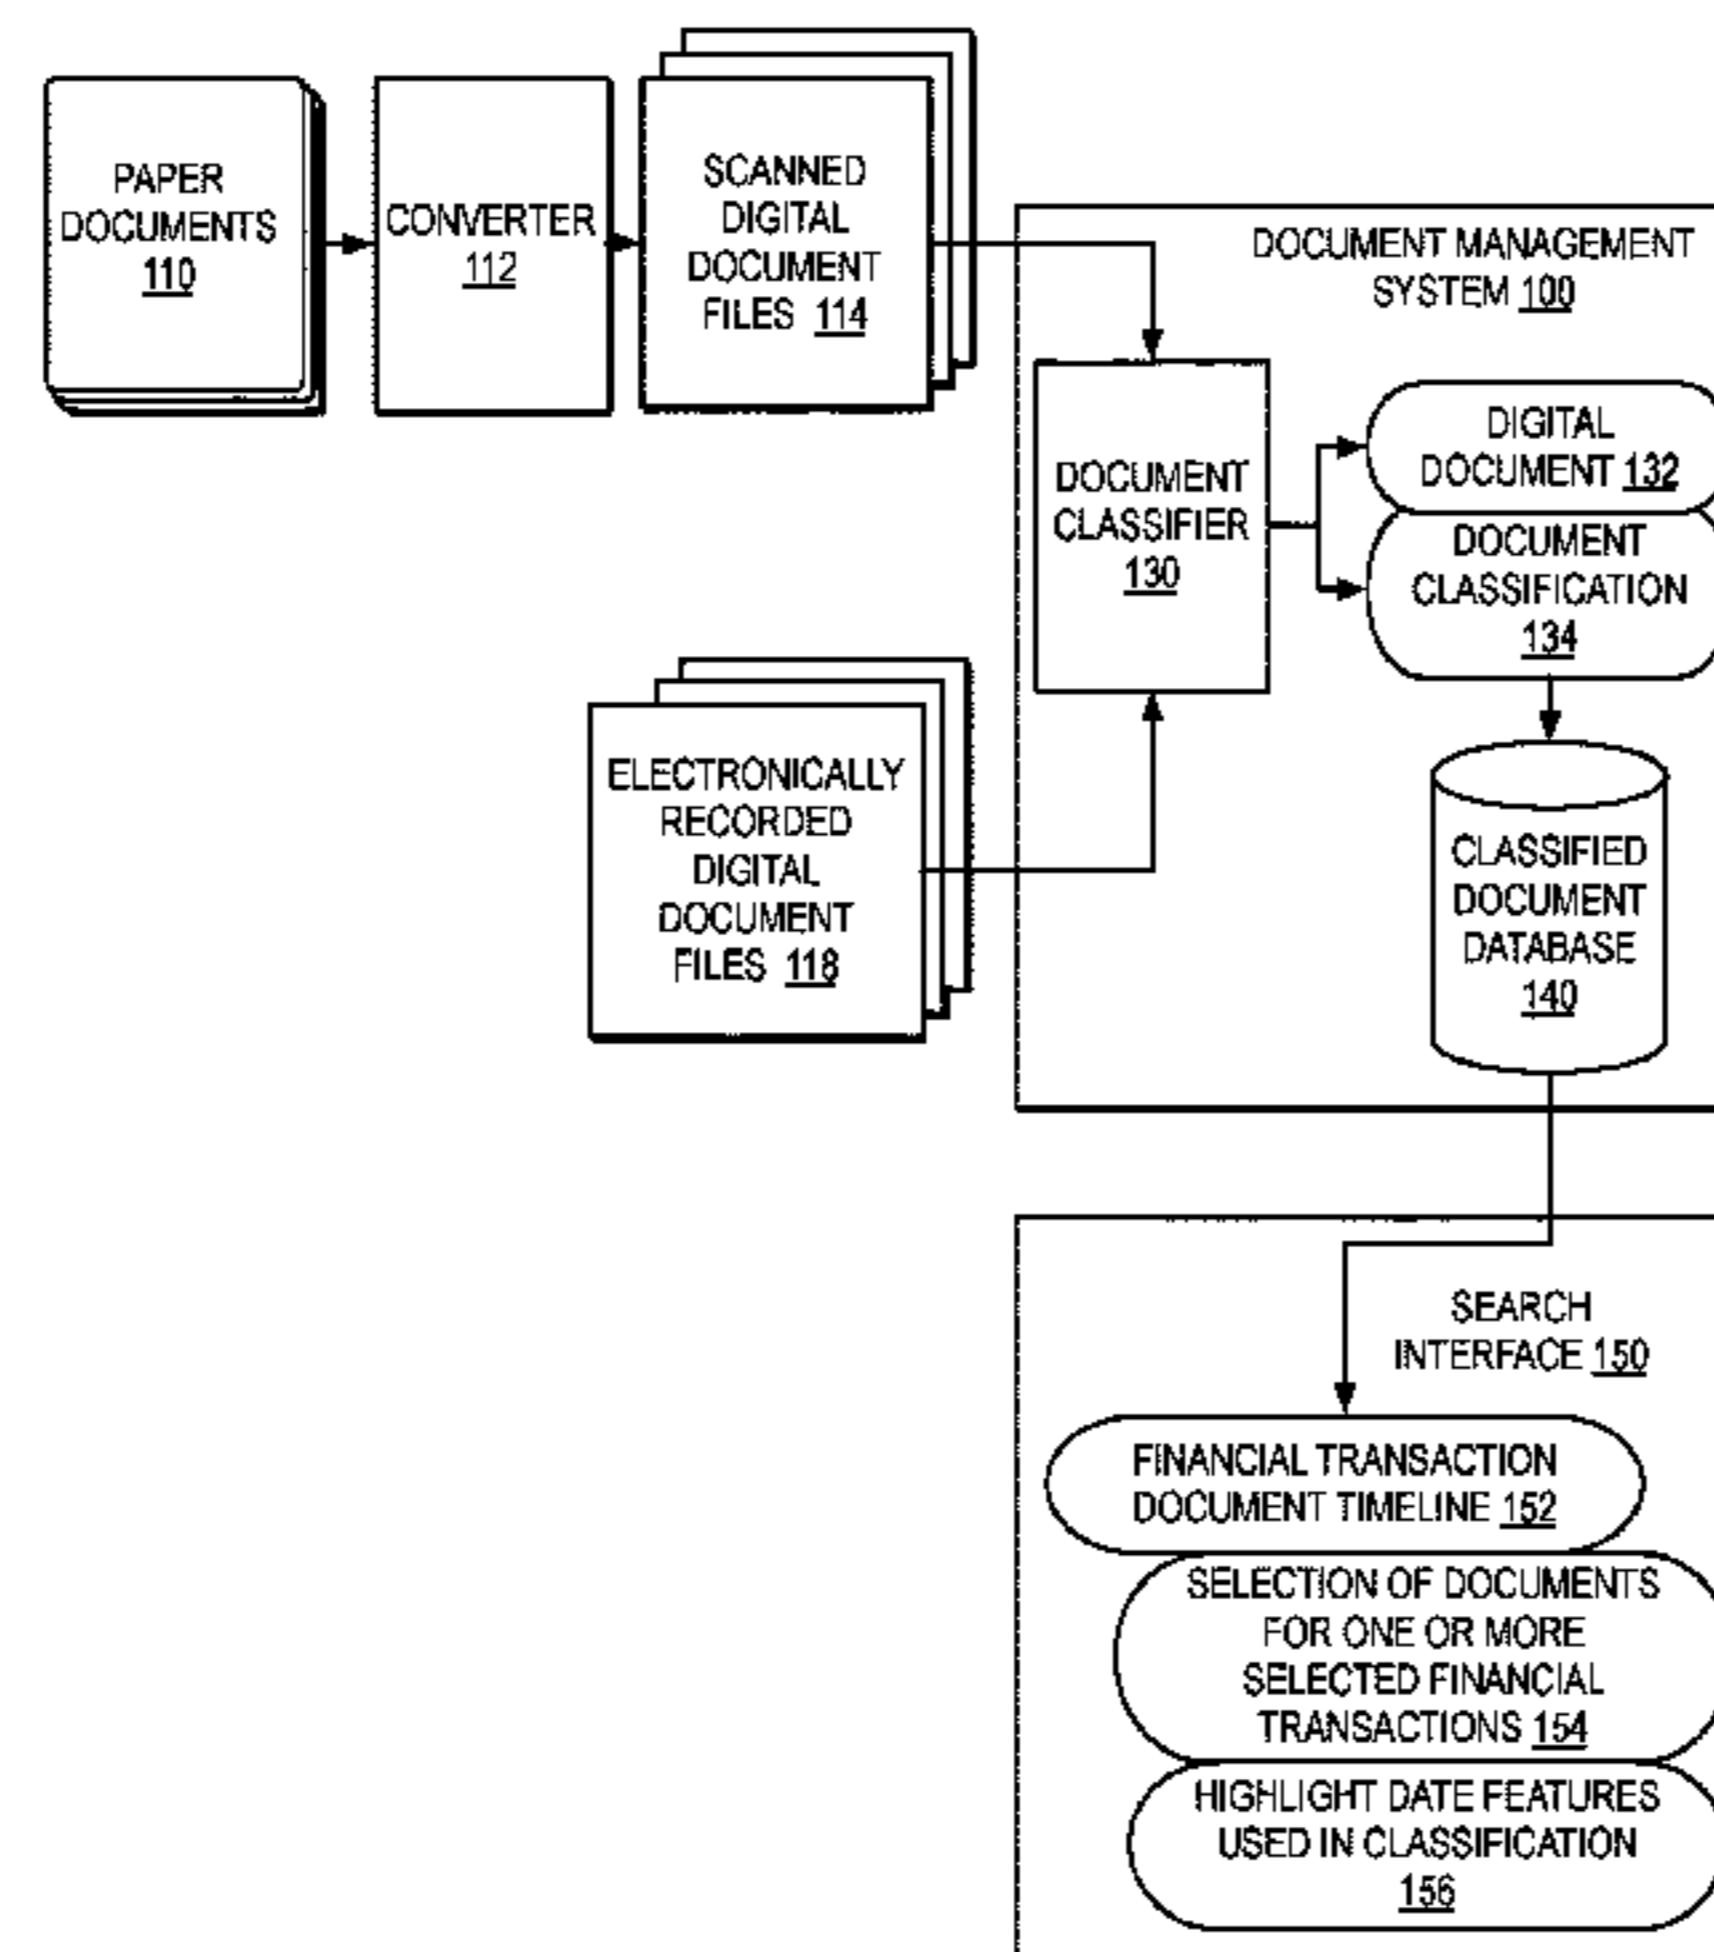 PAPER
DOCUMENTS
110
CONVERTER
112
SCANNED
DIGITAL
DOCUMENT
FILES 114
DOCUMENT MANAGEMENT
SYSTEM 100
DOCUMENT
CLASSIFIER
130
DIGITAL
DOCUMENT 132
DOCUMENT
CLASSIFICATION
134
ELECTRONICALLY
RECORDED
DIGITAL
DOCUMENT
FILES 118
CLASSIFIED
DOCUMENT
DATABASE
140
SEARCH
INTERFACE 150
FINANCIAL TRANSACTION
DOCUMENT TIMELINE 152
SELECTION OF DOCUMENTS
FOR ONE OR MORE
SELECTED FINANCIAL
TRANSACTIONS 154
HIGHLIGHT DATE FEATURES
USED IN CLASSIFICATION
156